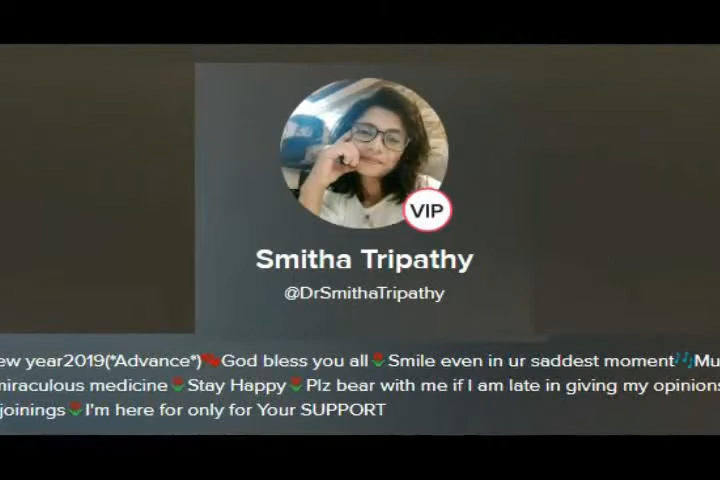 VIP
Smitha Tripathy
@DrSmithaTripathy
year2019(*Advance*) God bless you all Smile even in ur saddest moment
miraculous medicine Stay Happy Plz bear with me if I am late in giving my opinions
joinings I'm here for only for Your SUPPORT